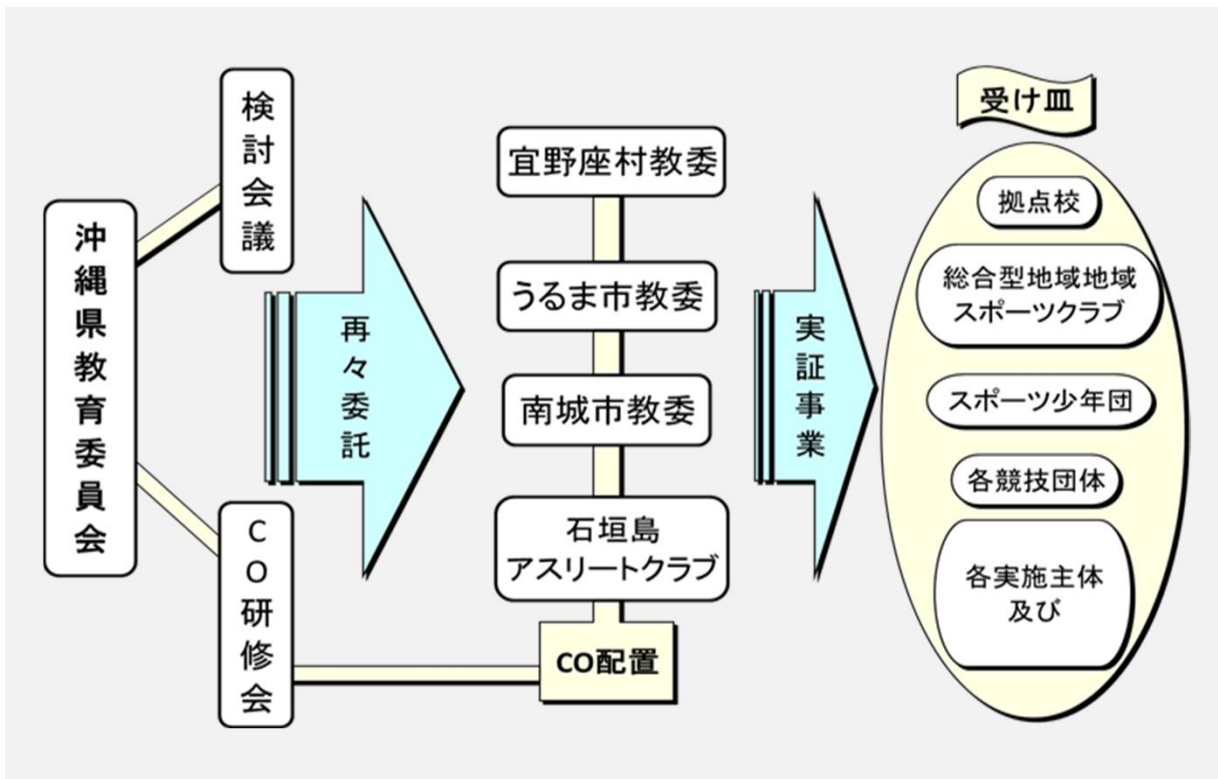 沖縄県教育委員会
検討会議
CO研修会
再々委託
宜野座村教委
うるま市教委
南城市教委
石垣島
アスリートクラブ
CO配置
実証事業
受け皿
拠点校
総合型地域地域
スポーツクラブ
スポーツ少年団
各競技団体
各実施主体
及び